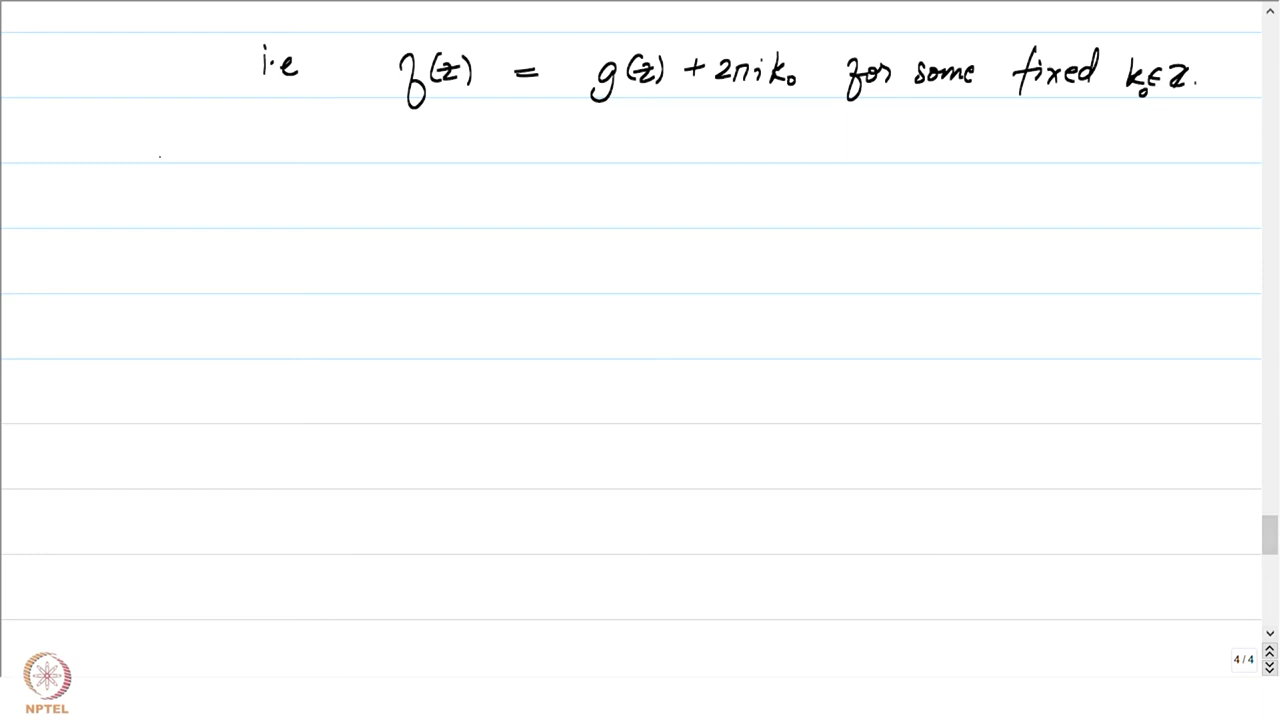 i.e f(z) = g(z) + 2πik₀ for some fixed k₀∈ℤ.
4 / 4
NPTEL